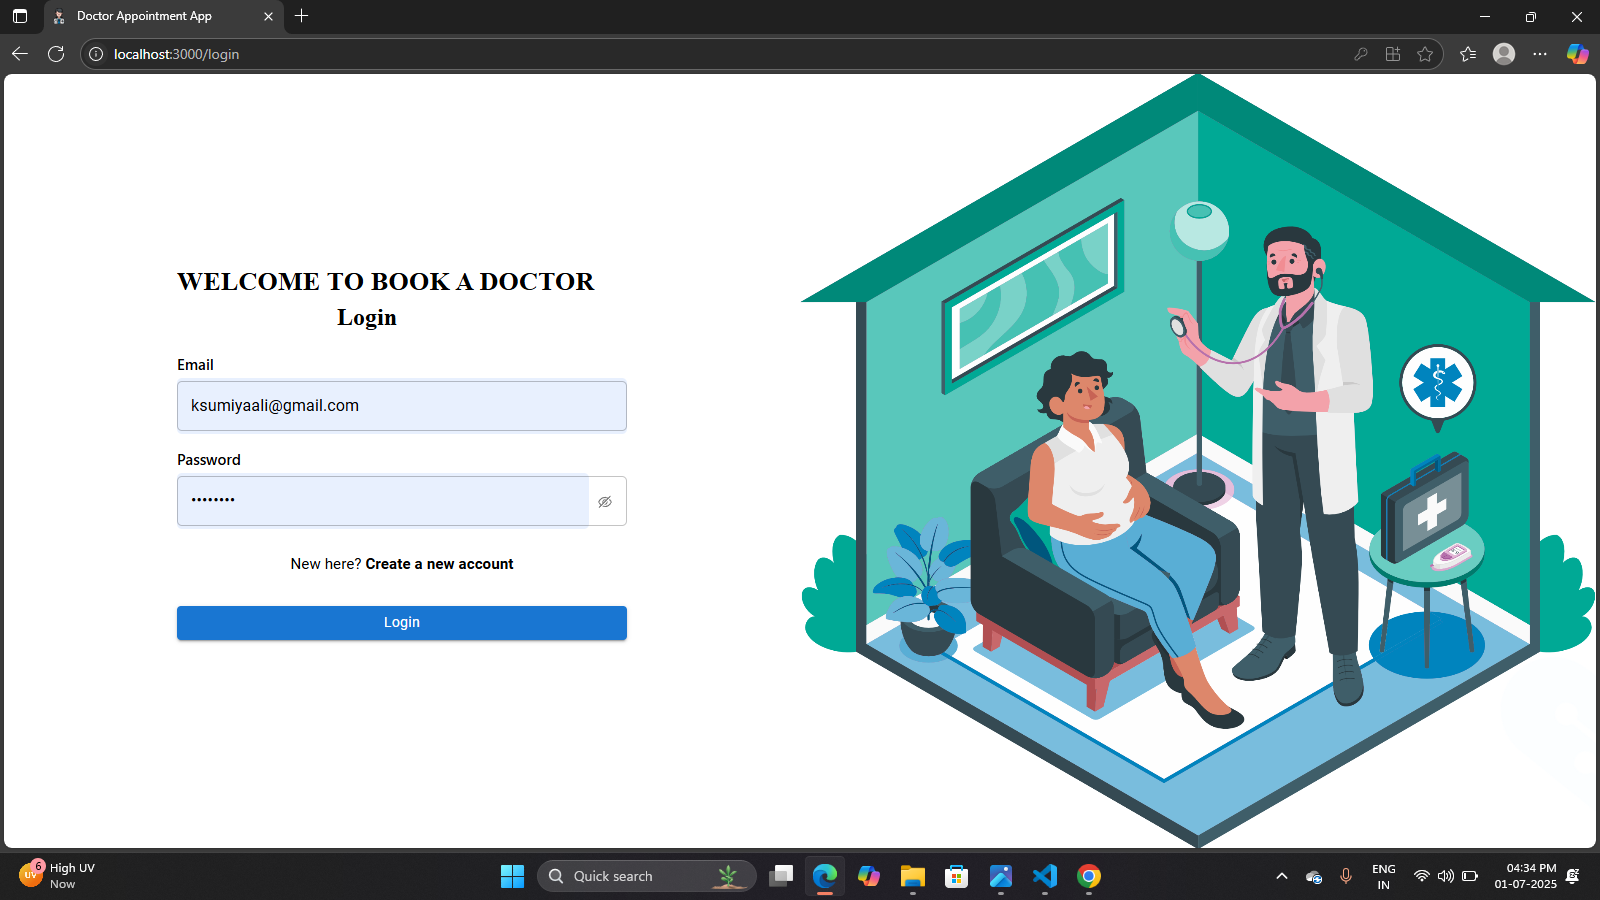 Doctor Appointment App
localhost:3000/login
WELCOME TO BOOK A DOCTOR
Login
Email
ksumiyaali@gmail.com
Password
••••••••
New here? Create a new account
Login
6
UV
High UV
Now
Quick search
ENG
IN
04:34 PM
01-07-2025